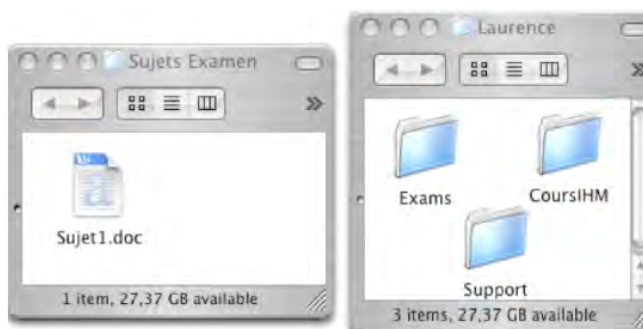 Sujets Examen
Sujet1.doc
1 item, 27,37 GB available
Laurence
Exams
CoursIHM
Support
3 items, 27,37 GB available